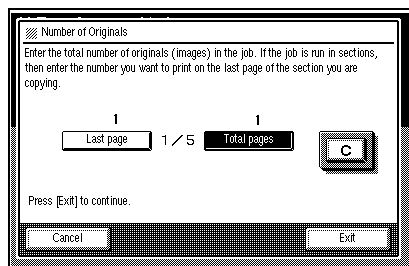 Number of Originals
Enter the total number of originals (images) in the job. If the job is run in sections,
then enter the number you want to print on the last page of the section you are
copying.
1 1
Last page 1/5 Total pages C
Press [Exit] to continue.
Cancel Exit